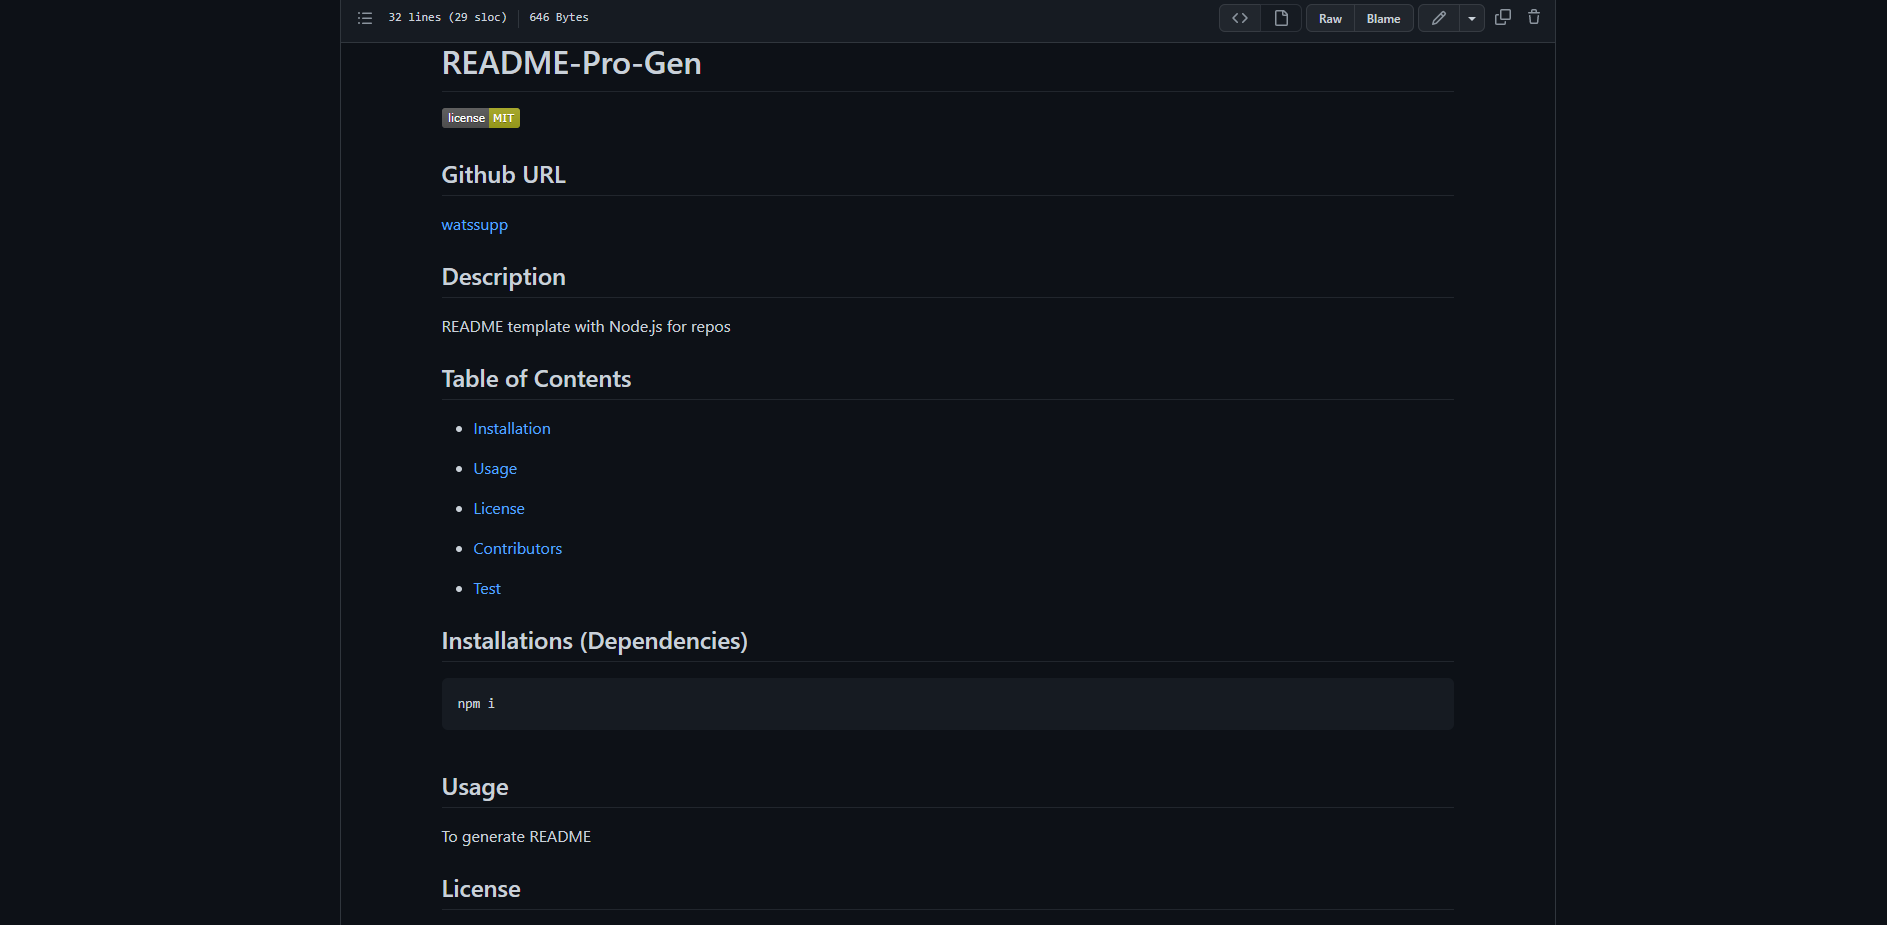 32 lines (29 sloc) 646 Bytes
Raw Blame
README-Pro-Gen
license MIT
Github URL
watssupp
Description
README template with Node.js for repos
Table of Contents
Installation
Usage
License
Contributors
Test
Installations (Dependencies)
npm i
Usage
To generate README
License